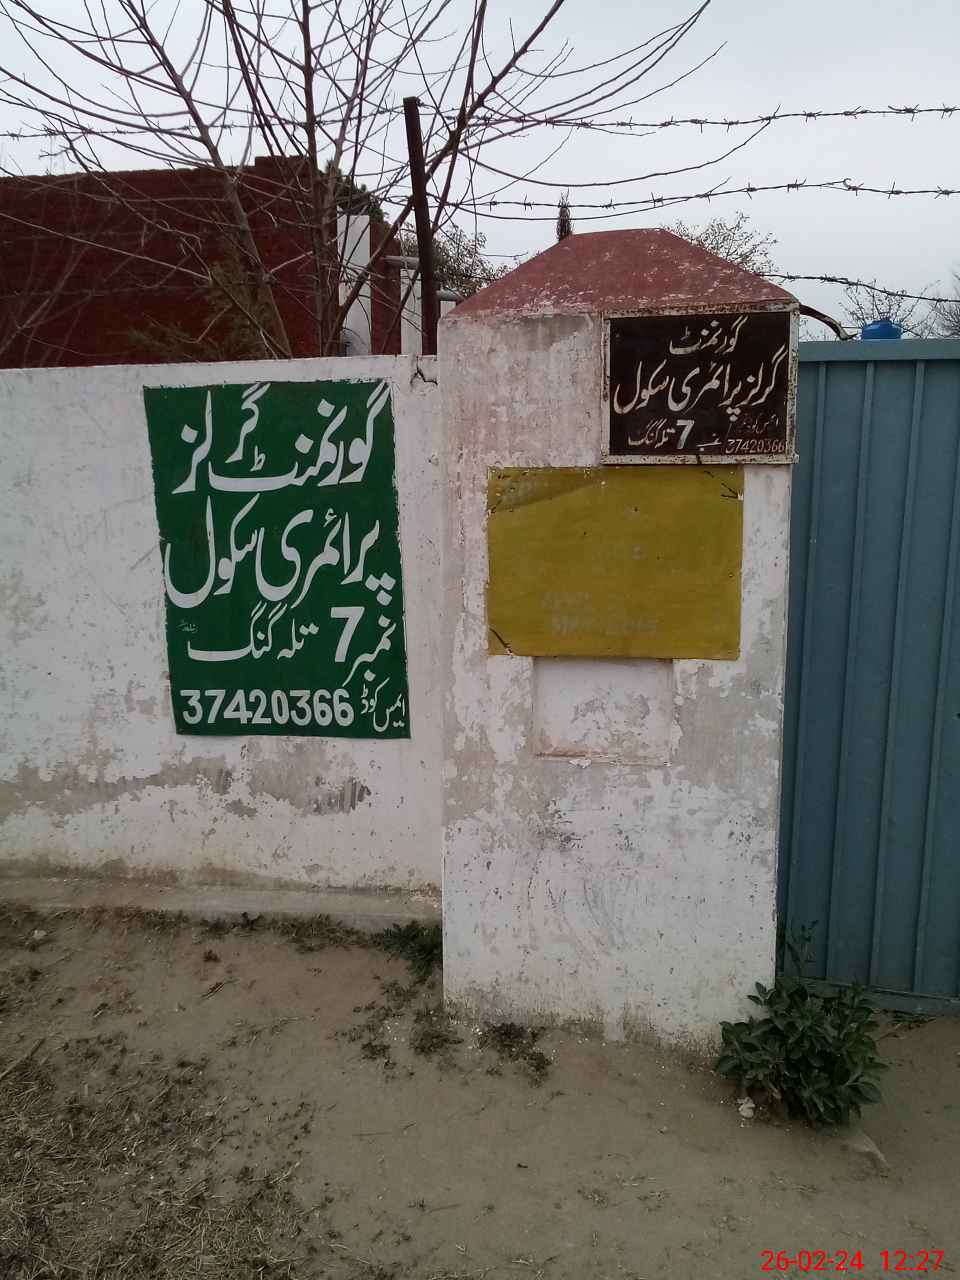 گورنمنٹ گرلز
پرائمری سکول
نمبر 7 تلہ گنگ
ایمس کوڈ 37420366
گورنمنٹ
گرلز پرائمری سکول
نمبر 7 تلہ گنگ
ایمس کوڈ 37420366
26-02-24 12:27